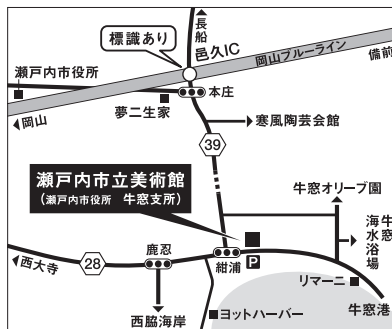 長船
邑久IC
標識あり
岡山ブルーライン
備前
瀬戸内市役所
岡山
夢二生家
本庄
寒風陶芸会館
39
瀬戸内市立美術館
(瀬戸内市役所 牛窓支所)
牛窓オリーブ園
牛窓
海水浴場
鹿忍
紺浦
P
西大寺
28
リマーニ
西脇海岸
ヨットハーバー
牛窓港